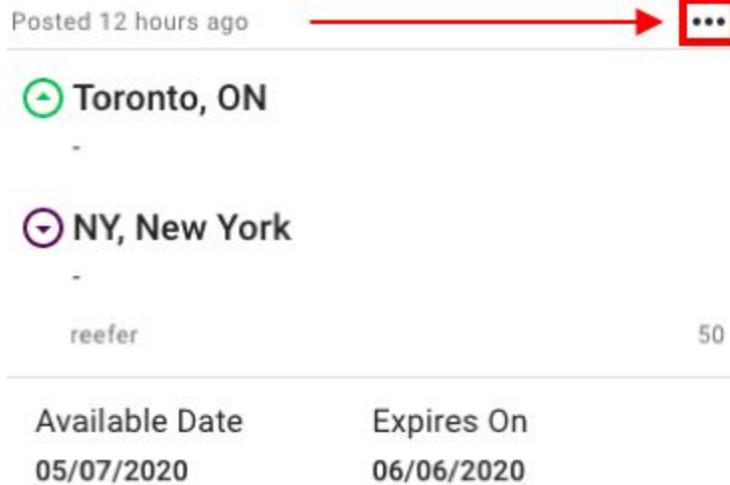 Posted 12 hours ago •••
Toronto, ON
-
NY, New York
-
reefer 50
Available Date Expires On
05/07/2020 06/06/2020